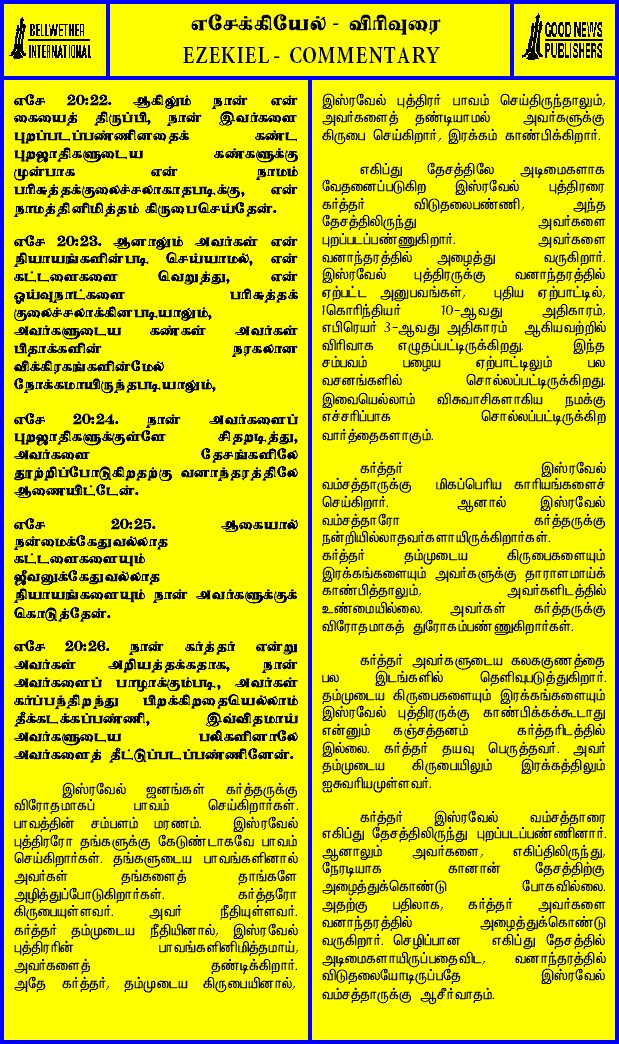 BELLWETHER
INTERNATIONAL
எசேக்கியேல் - விரிவுரை
EZEKIEL - COMMENTARY
GOOD NEWS
PUBLISHERS
எசே 20:22. ஆகிலும் நான் என்
கையைத் திருப்பி, நான் இவர்களை
புறப்படப்பண்ணினதைக் கண்ட
புறஜாதிகளுடைய கண்களுக்கு
முன்பாக என் நாமம்
பரிசுத்தக்குலைச்சலாகாதபடிக்கு, என்
நாமத்தினிமித்தம் கிருபைசெய்தேன்.
எசே 20:23. ஆனாலும் அவர்கள் என்
நியாயங்களின்படி செய்யாமல், என்
கட்டளைகளை வெறுத்து, என்
ஓய்வுநாட்களை பரிசுத்தக்
குலைச்சலாக்கினபடியாலும்,
அவர்களுடைய கண்கள் அவர்கள்
பிதாக்களின் நரகலான
விக்கிரகங்களின்மேல்
நோக்கமாயிருந்தபடியாலும்,
எசே 20:24. நான் அவர்களைப்
புறஜாதிகளுக்குள்ளே சிதறடித்து,
அவர்களை தேசங்களிலே
தூற்றிப்போடுகிறதற்கு வனாந்தரத்திலே
ஆணையிட்டேன்.
எசே 20:25. ஆகையால்
நன்மைக்கேதுவல்லாத
கட்டளைகளையும்
ஜீவனுக்கேதுவல்லாத
நியாயங்களையும் நான் அவர்களுக்குக்
கொடுத்தேன்.
எசே 20:26. நான் கர்த்தர் என்று
அவர்கள் அறியத்தக்கதாக, நான்
அவர்களைப் பாழாக்கும்படி, அவர்கள்
கர்ப்பந்திறந்து பிறக்கிறதையெல்லாம்
தீக்கடக்கப்பண்ணி, இவ்விதமாய்
அவர்களுடைய பலிகளினாலே
அவர்களைத் தீட்டுப்படப்பண்ணினேன்.
இஸ்ரவேல் ஜனங்கள் கர்த்தருக்கு
விரோதமாகப் பாவம் செய்கிறார்கள்.
பாவத்தின் சம்பளம் மரணம். இஸ்ரவேல்
புத்திரரோ தங்களுக்கு கேடுண்டாகவே பாவம்
செய்கிறார்கள். தங்களுடைய பாவங்களினால்
அவர்கள் தங்களைத் தாங்களே
அழித்துப்போடுகிறார்கள். கர்த்தரோ
கிருபையுள்ளவர். அவர் நீதியுள்ளவர்.
கர்த்தர் தம்முடைய நீதியினால், இஸ்ரவேல்
புத்திரரின் பாவங்களினிமித்தமாய்,
அவர்களைத் தண்டிக்கிறார்.
அதே கர்த்தர், தம்முடைய கிருபையினால்,
இஸ்ரவேல் புத்திரர் பாவம் செய்திருந்தாலும்,
அவர்களைத் தண்டியாமல் அவர்களுக்கு
கிருபை செய்கிறார், இரக்கம் காண்பிக்கிறார்.
எகிப்து தேசத்திலே அடிமைகளாக
வேதனைப்படுகிற இஸ்ரவேல் புத்திரரை
கர்த்தர் விடுதலைபண்ணி, அந்த
தேசத்திலிருந்து அவர்களை
புறப்படப்பண்ணுகிறார். அவர்களை
வனாந்தரத்தில் அழைத்து வருகிறார்.
இஸ்ரவேல் புத்திரருக்கு வனாந்தரத்தில்
ஏற்பட்ட அனுபவங்கள், புதிய ஏற்பாட்டில்,
1கொரிந்தியர் 10-ஆவது அதிகாரம்,
எபிரெயர் 3-ஆவது அதிகாரம் ஆகியவற்றில்
விரிவாக எழுதப்பட்டிருக்கிறது. இந்த
சம்பவம் பழைய ஏற்பாட்டிலும் பல
வசனங்களில் சொல்லப்பட்டிருக்கிறது.
இவையெல்லாம் விசுவாசிகளாகிய நமக்கு
எச்சரிப்பாக சொல்லப்பட்டிருக்கிற
வார்த்தைகளாகும்.
கர்த்தர் இஸ்ரவேல்
வம்சத்தாருக்கு மிகப்பெரிய காரியங்களைச்
செய்கிறார். ஆனால் இஸ்ரவேல்
வம்சத்தாரோ கர்த்தருக்கு
நன்றியில்லாதவர்களாயிருக்கிறார்கள்.
கர்த்தர் தம்முடைய கிருபைகளையும்
இரக்கங்களையும் அவர்களுக்கு தாராளமாய்க்
காண்பித்தாலும், அவர்களிடத்தில்
உண்மையில்லை. அவர்கள் கர்த்தருக்கு
விரோதமாகத் துரோகம்பண்ணுகிறார்கள்.
கர்த்தர் அவர்களுடைய கலககுணத்தை
பல இடங்களில் தெளிவுபடுத்துகிறார்.
தம்முடைய கிருபைகளையும் இரக்கங்களையும்
இஸ்ரவேல் புத்திரருக்கு காண்பிக்கக்கூடாது
என்னும் கஞ்சத்தனம் கர்த்தரிடத்தில்
இல்லை. கர்த்தர் தயவு பெருத்தவர். அவர்
தம்முடைய கிருபையிலும் இரக்கத்திலும்
ஐசுவரியமுள்ளவர்.
கர்த்தர் இஸ்ரவேல் வம்சத்தாரை
எகிப்து தேசத்திலிருந்து புறப்படப்பண்ணினார்.
ஆனாலும் அவர்களை, எகிப்திலிருந்து,
நேரடியாக கானான் தேசத்திற்கு
அழைத்துக்கொண்டு போகவில்லை.
அதற்கு பதிலாக, கர்த்தர் அவர்களை
வனாந்தரத்தில் அழைத்துக்கொண்டு
வருகிறார். செழிப்பான எகிப்து தேசத்தில்
அடிமைகளாயிருப்பதைவிட, வனாந்தரத்தில்
விடுதலையோடிருப்பதே இஸ்ரவேல்
வம்சத்தாருக்கு ஆசீர்வாதம்.